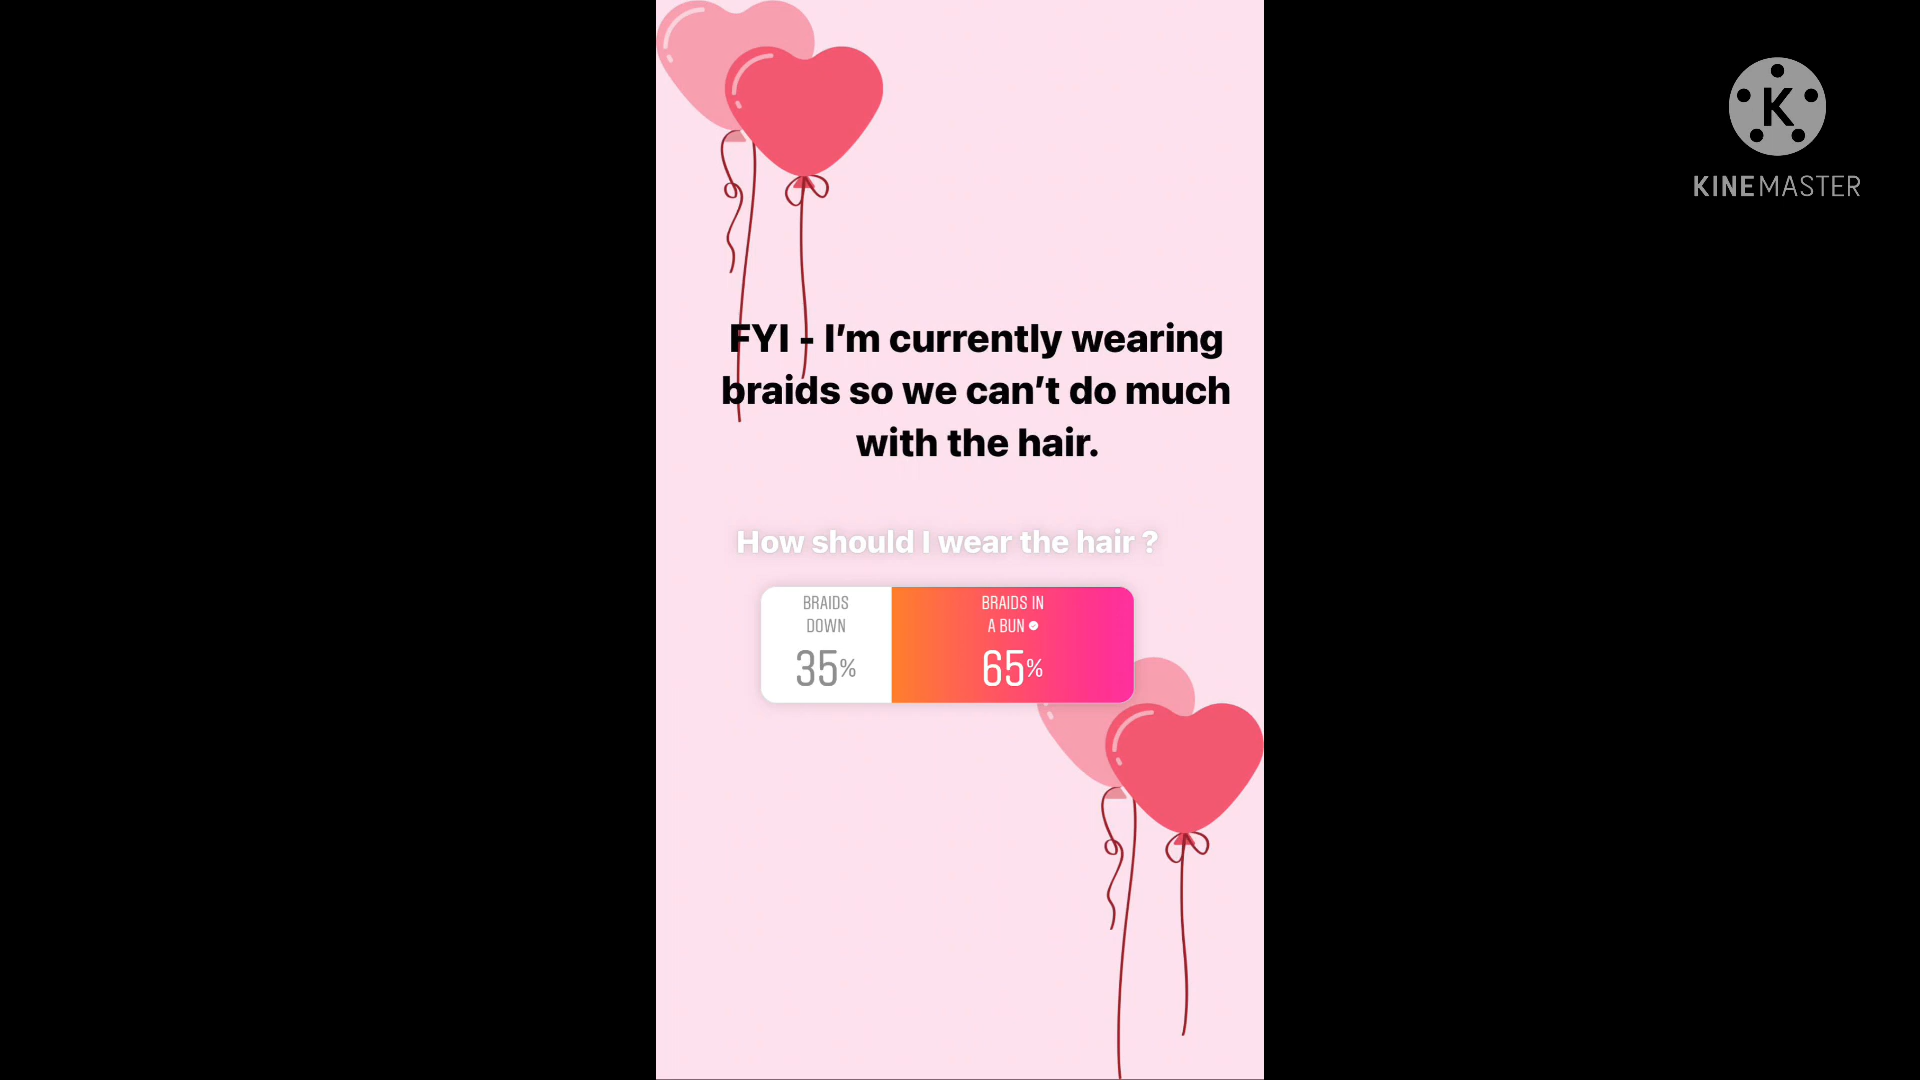 FYI - I’m currently wearing
braids so we can’t do much
with the hair.
How should I wear the hair ?
BRAIDS
DOWN
35%
BRAIDS IN
A BUN
65%
K
KINEMASTER